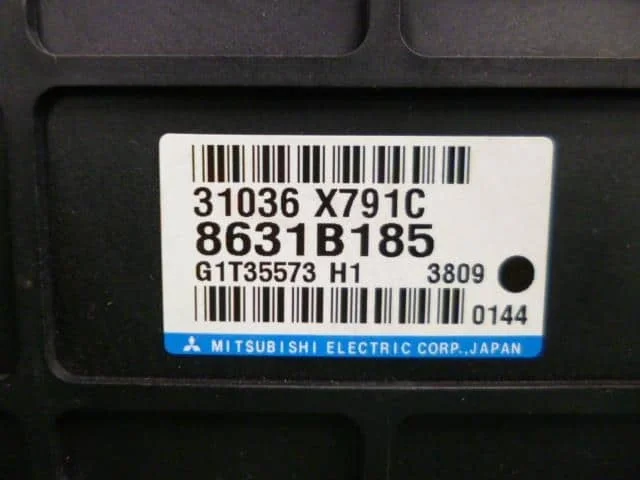 31036 X791C
8631B185
G1T35573 H1 3809
0144
MITSUBISHI ELECTRIC CORP.,JAPAN